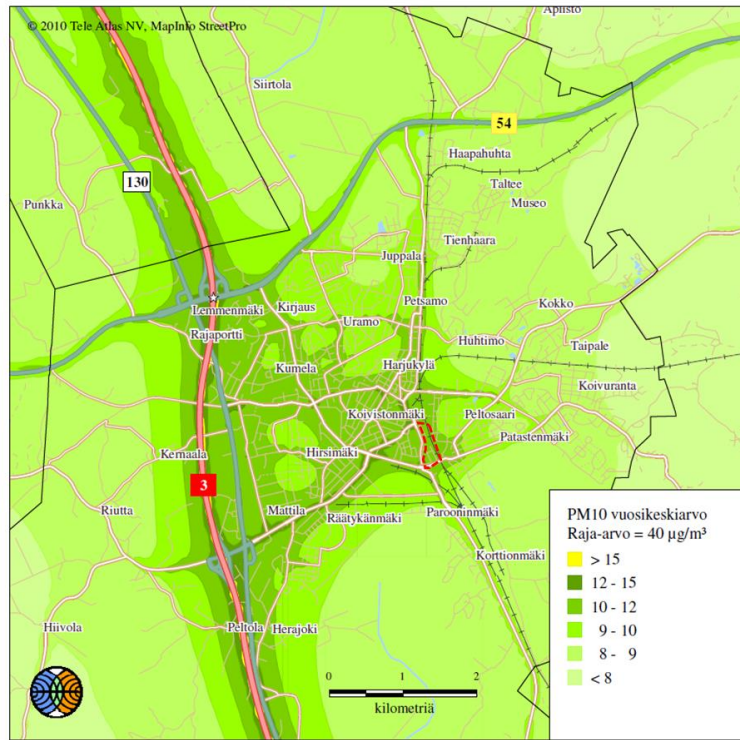 © 2010 Tele Atlas NV, MapInfo StreetPro
Siirtola
54
Haapahuhta
130
Taltee
Museo
Punkka
Tienhaara
Juppala
Petsamo
Kokko
Lemmenmäki
Kirjaus
Uramo
Rajaportti
Huhtimo
Taipale
Kumela
Harjukylä
Koivuranta
Koivistonmäki
Peltosaari
Patastenmäki
Kernaala
Hirsimäki
3
Riutta
Mattila
Räätykänmäki
Parooninmäki
Korttionmäki
Hiivola
Peltola
Herajoki
PM10 vuosikeskiarvo
Raja-arvo = 40 µg/m³
> 15
12 - 15
10 - 12
9 - 10
8 - 9
< 8
0 1 2
kilometriä